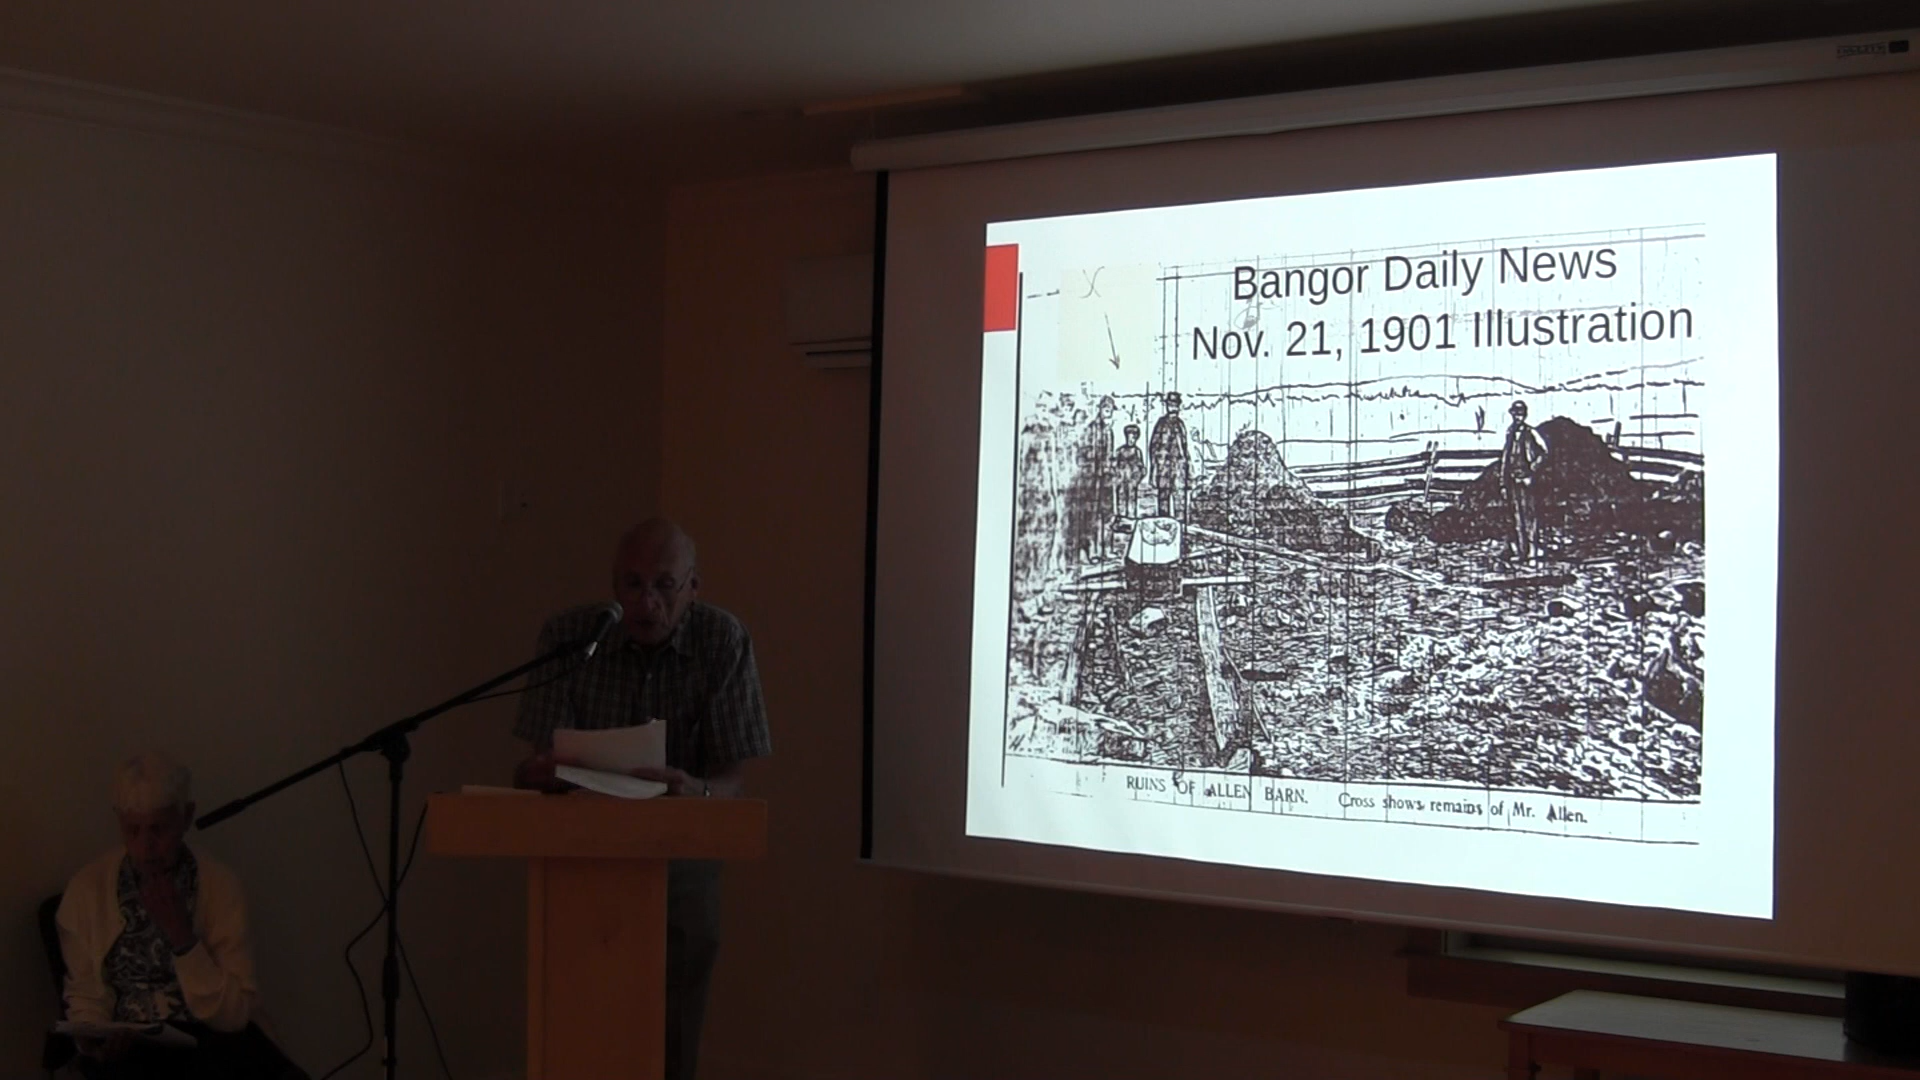 Bangor Daily News
Nov. 21, 1901 Illustration
RUINS OF ALLEN BARN. Cross shows remains of Mr. Allen.